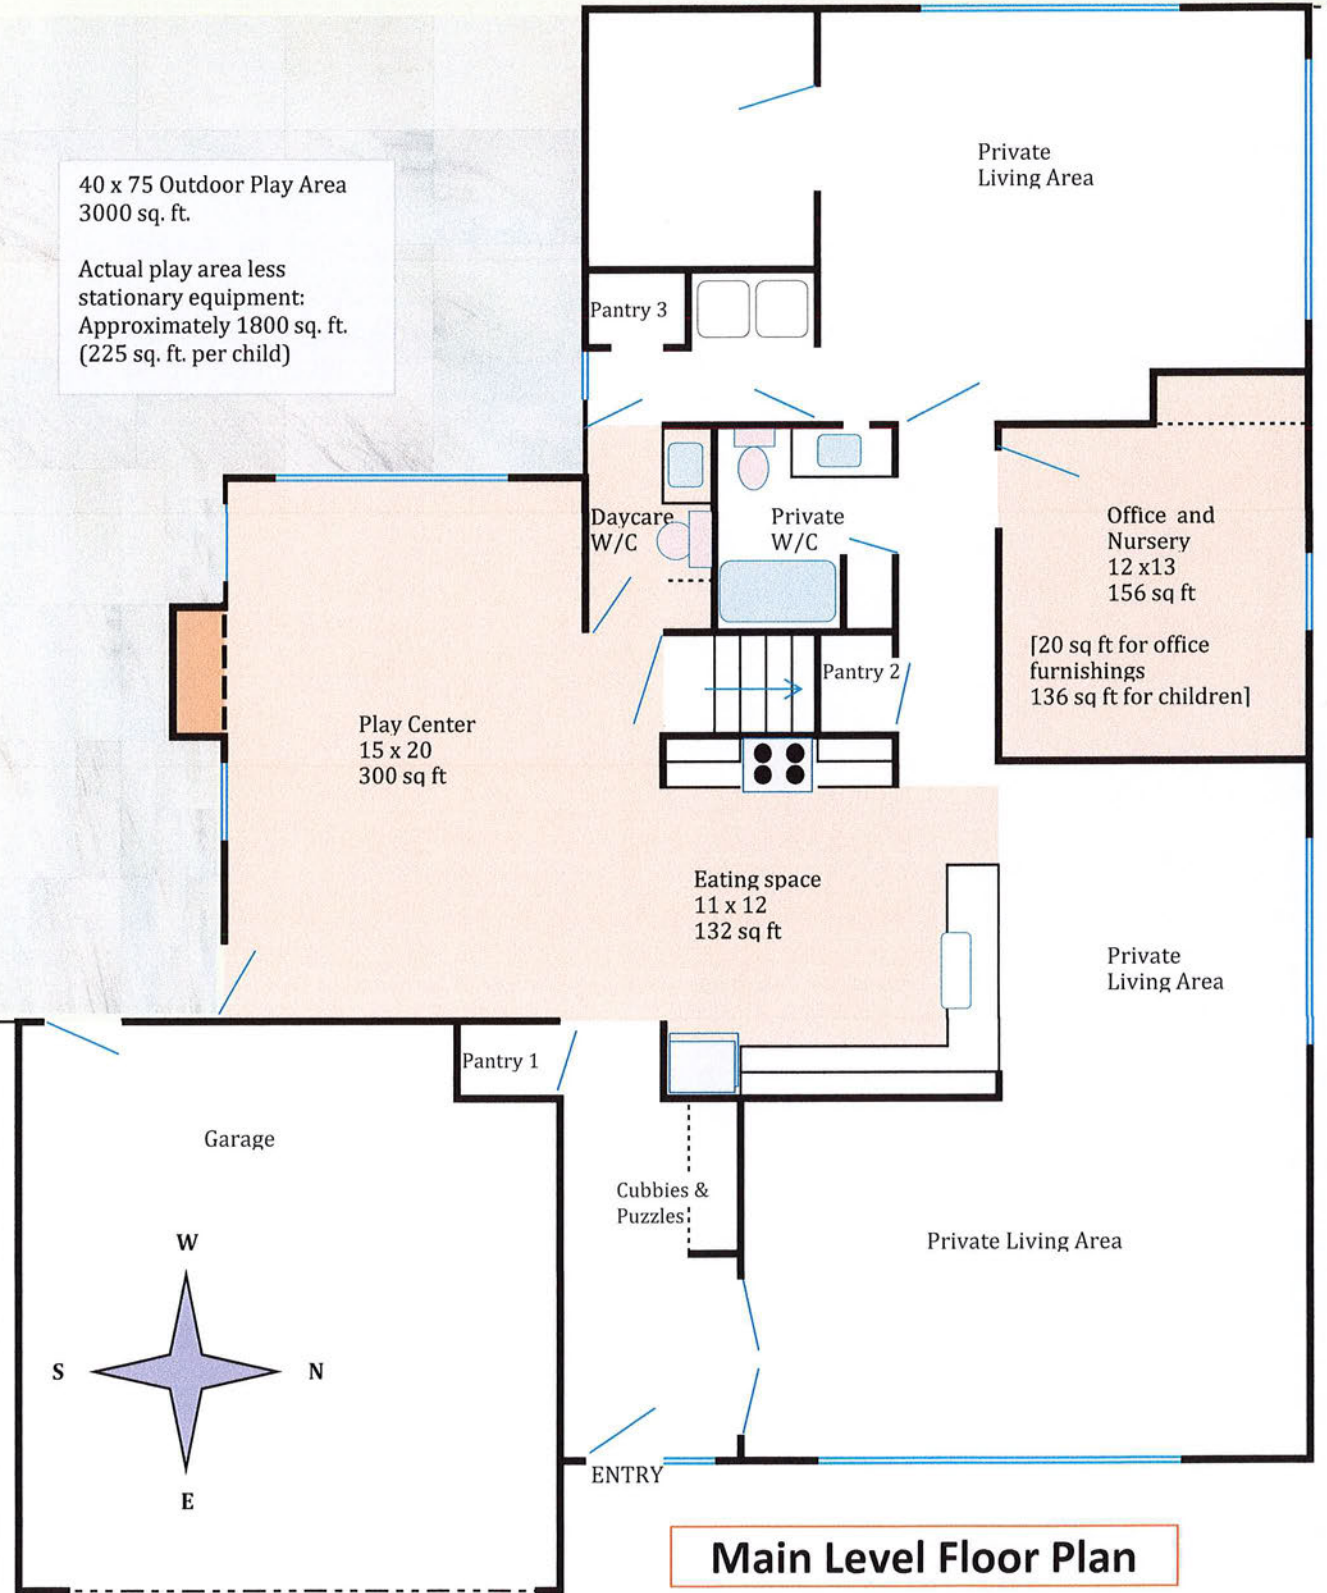 40 x 75 Outdoor Play Area
3000 sq. ft.
Actual play area less
stationary equipment:
Approximately 1800 sq. ft.
(225 sq. ft. per child)
Private
Living Area
Pantry 3
Daycare
W/C
Private
W/C
Office and
Nursery
12 x13
156 sq ft
[20 sq ft for office
furnishings
136 sq ft for children]
Pantry 2
Play Center
15 x 20
300 sq ft
Eating space
11 x 12
132 sq ft
Private
Living Area
Pantry 1
Garage
Cubbies &
Puzzles
Private Living Area
W
S
N
E
ENTRY
Main Level Floor Plan